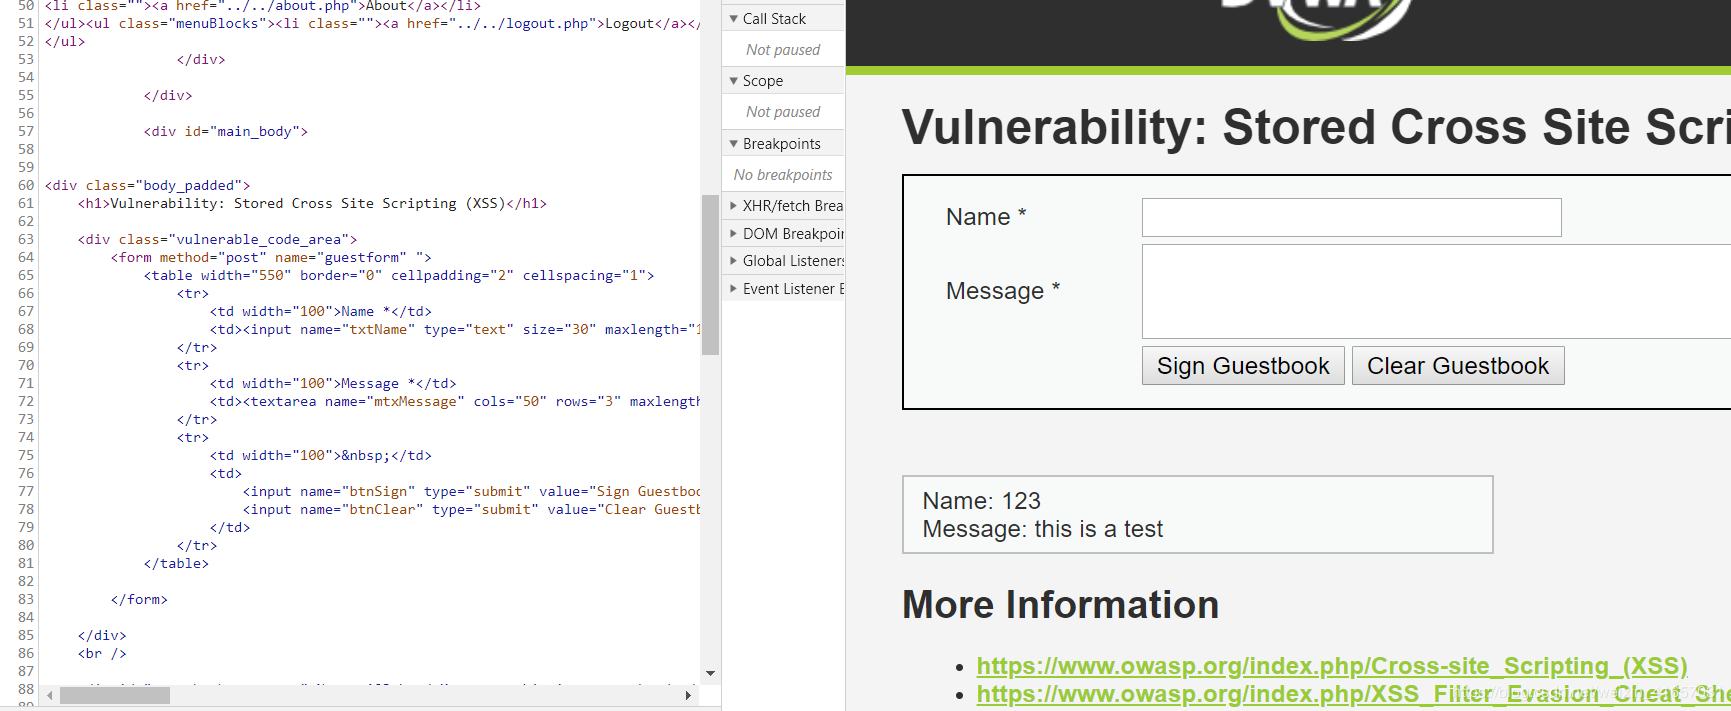 50 <li class=""><a href="../../about.php">About</a></li>
51 </ul><ul class="menuBlocks"><li class=""><a href="../../logout.php">Logout</a></
52 </ul>
53 </div>
54
55 </div>
56
57 <div id="main_body">
58
59
60 <div class="body_padded">
61 <h1>Vulnerability: Stored Cross Site Scripting (XSS)</h1>
62
63 <div class="vulnerable_code_area">
64 <form method="post" name="guestform" ">
65 <table width="550" border="0" cellpadding="2" cellspacing="1">
66 <tr>
67 <td width="100">Name *</td>
68 <td><input name="txtName" type="text" size="30" maxlength="1
69 </tr>
70 <tr>
71 <td width="100">Message *</td>
72 <td><textarea name="mtxMessage" cols="50" rows="3" maxlength
73 </tr>
74 <tr>
75 <td width="100">&nbsp;</td>
76 <td>
77 <input name="btnSign" type="submit" value="Sign Guestboo
78 <input name="btnClear" type="submit" value="Clear Guestb
79 </td>
80 </tr>
81 </table>
82
83 </form>
84
85 </div>
86 <br />
87
88
Call Stack
Not paused
Scope
Not paused
Breakpoints
No breakpoints
XHR/fetch Brea
DOM Breakpoin
Global Listeners
Event Listener B
DVWA
Vulnerability: Stored Cross Site Scri
Name *
Message *
Sign Guestbook Clear Guestbook
Name: 123
Message: this is a test
More Information
https://www.owasp.org/index.php/Cross-site_Scripting_(XSS)
https://www.owasp.org/index.php/XSS_Filter_Evasion_Cheat_She